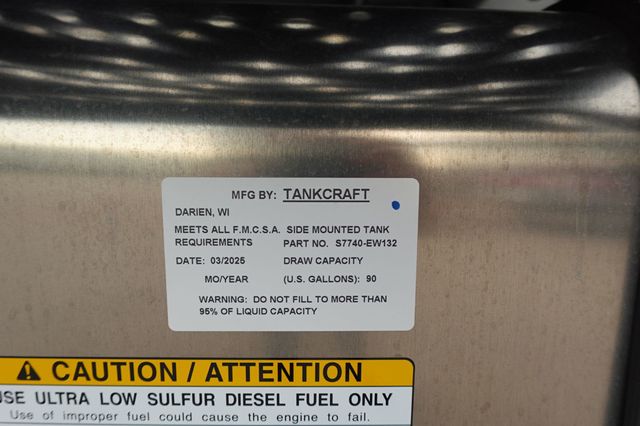 MFG BY: TANKCRAFT
DARIEN, WI
MEETS ALL F.M.C.S.A. SIDE MOUNTED TANK
REQUIREMENTS PART NO. S7740-EW132
DATE: 03/2025 DRAW CAPACITY
MO/YEAR (U.S. GALLONS): 90
WARNING: DO NOT FILL TO MORE THAN
95% OF LIQUID CAPACITY
CAUTION / ATTENTION
USE ULTRA LOW SULFUR DIESEL FUEL ONLY
Use of improper fuel could cause the engine to fail.